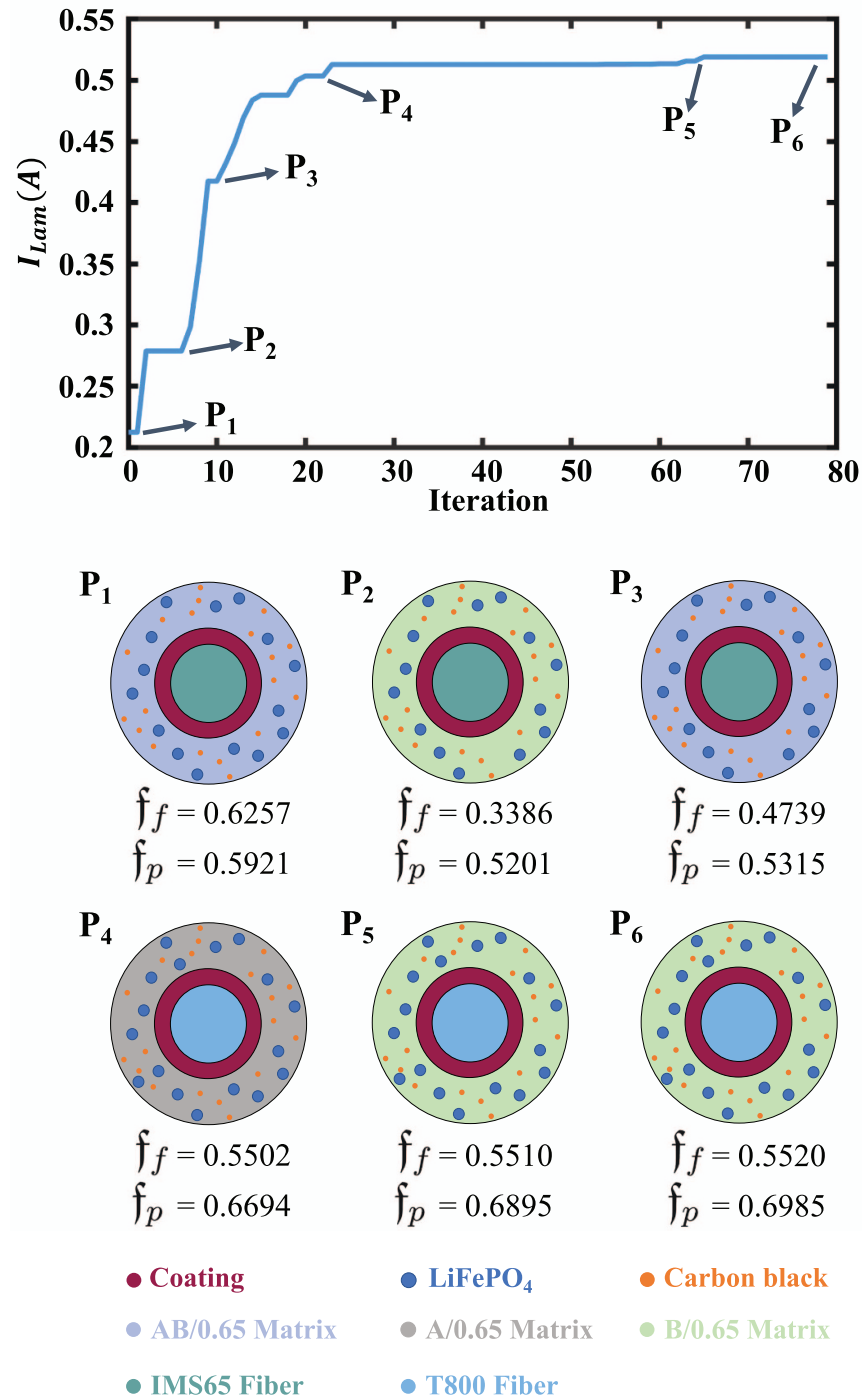 0.55
0.5
0.45
0.4
0.35
0.3
0.25
0.2
I_Lam(A)
P₁
P₂
P₃
P₄
P₅
P₆
0 10 20 30 40 50 60 70 80
Iteration
P₁ P₂ P₃
𝔣_f = 0.6257 𝔣_f = 0.3386 𝔣_f = 0.4739
𝔣_p = 0.5921 𝔣_p = 0.5201 𝔣_p = 0.5315
P₄ P₅ P₆
𝔣_f = 0.5502 𝔣_f = 0.5510 𝔣_f = 0.5520
𝔣_p = 0.6694 𝔣_p = 0.6895 𝔣_p = 0.6985
Coating LiFePO₄ Carbon black
AB/0.65 Matrix A/0.65 Matrix B/0.65 Matrix
IMS65 Fiber T800 Fiber